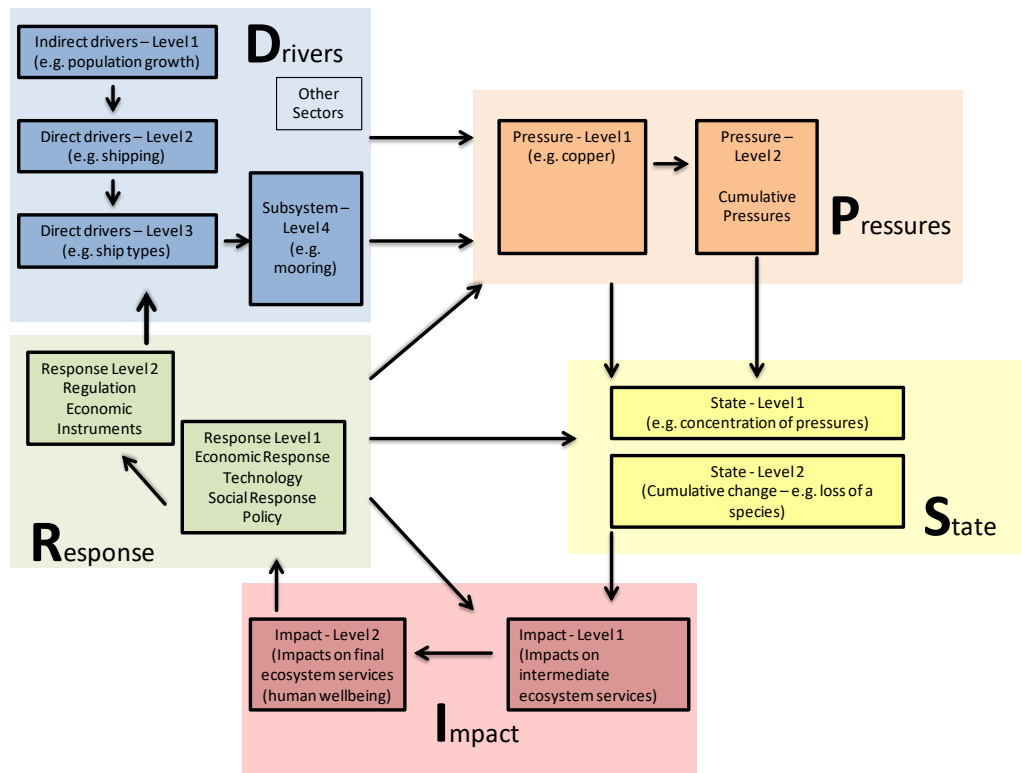 Indirect drivers – Level 1
(e.g. population growth)
Drivers
Other
Sectors
Direct drivers – Level 2
(e.g. shipping)
Direct drivers – Level 3
(e.g. ship types)
Subsystem –
Level 4
(e.g.
mooring)
Pressure - Level 1
(e.g. copper)
Pressure –
Level 2
Cumulative
Pressures
Pressures
Response Level 2
Regulation
Economic
Instruments
Response Level 1
Economic Response
Technology
Social Response
Policy
Response
State - Level 1
(e.g. concentration of pressures)
State - Level 2
(Cumulative change – e.g. loss of a
species)
State
Impact - Level 2
(Impacts on final
ecosystem services
(human wellbeing)
Impact - Level 1
(Impacts on
intermediate
ecosystem services)
Impact